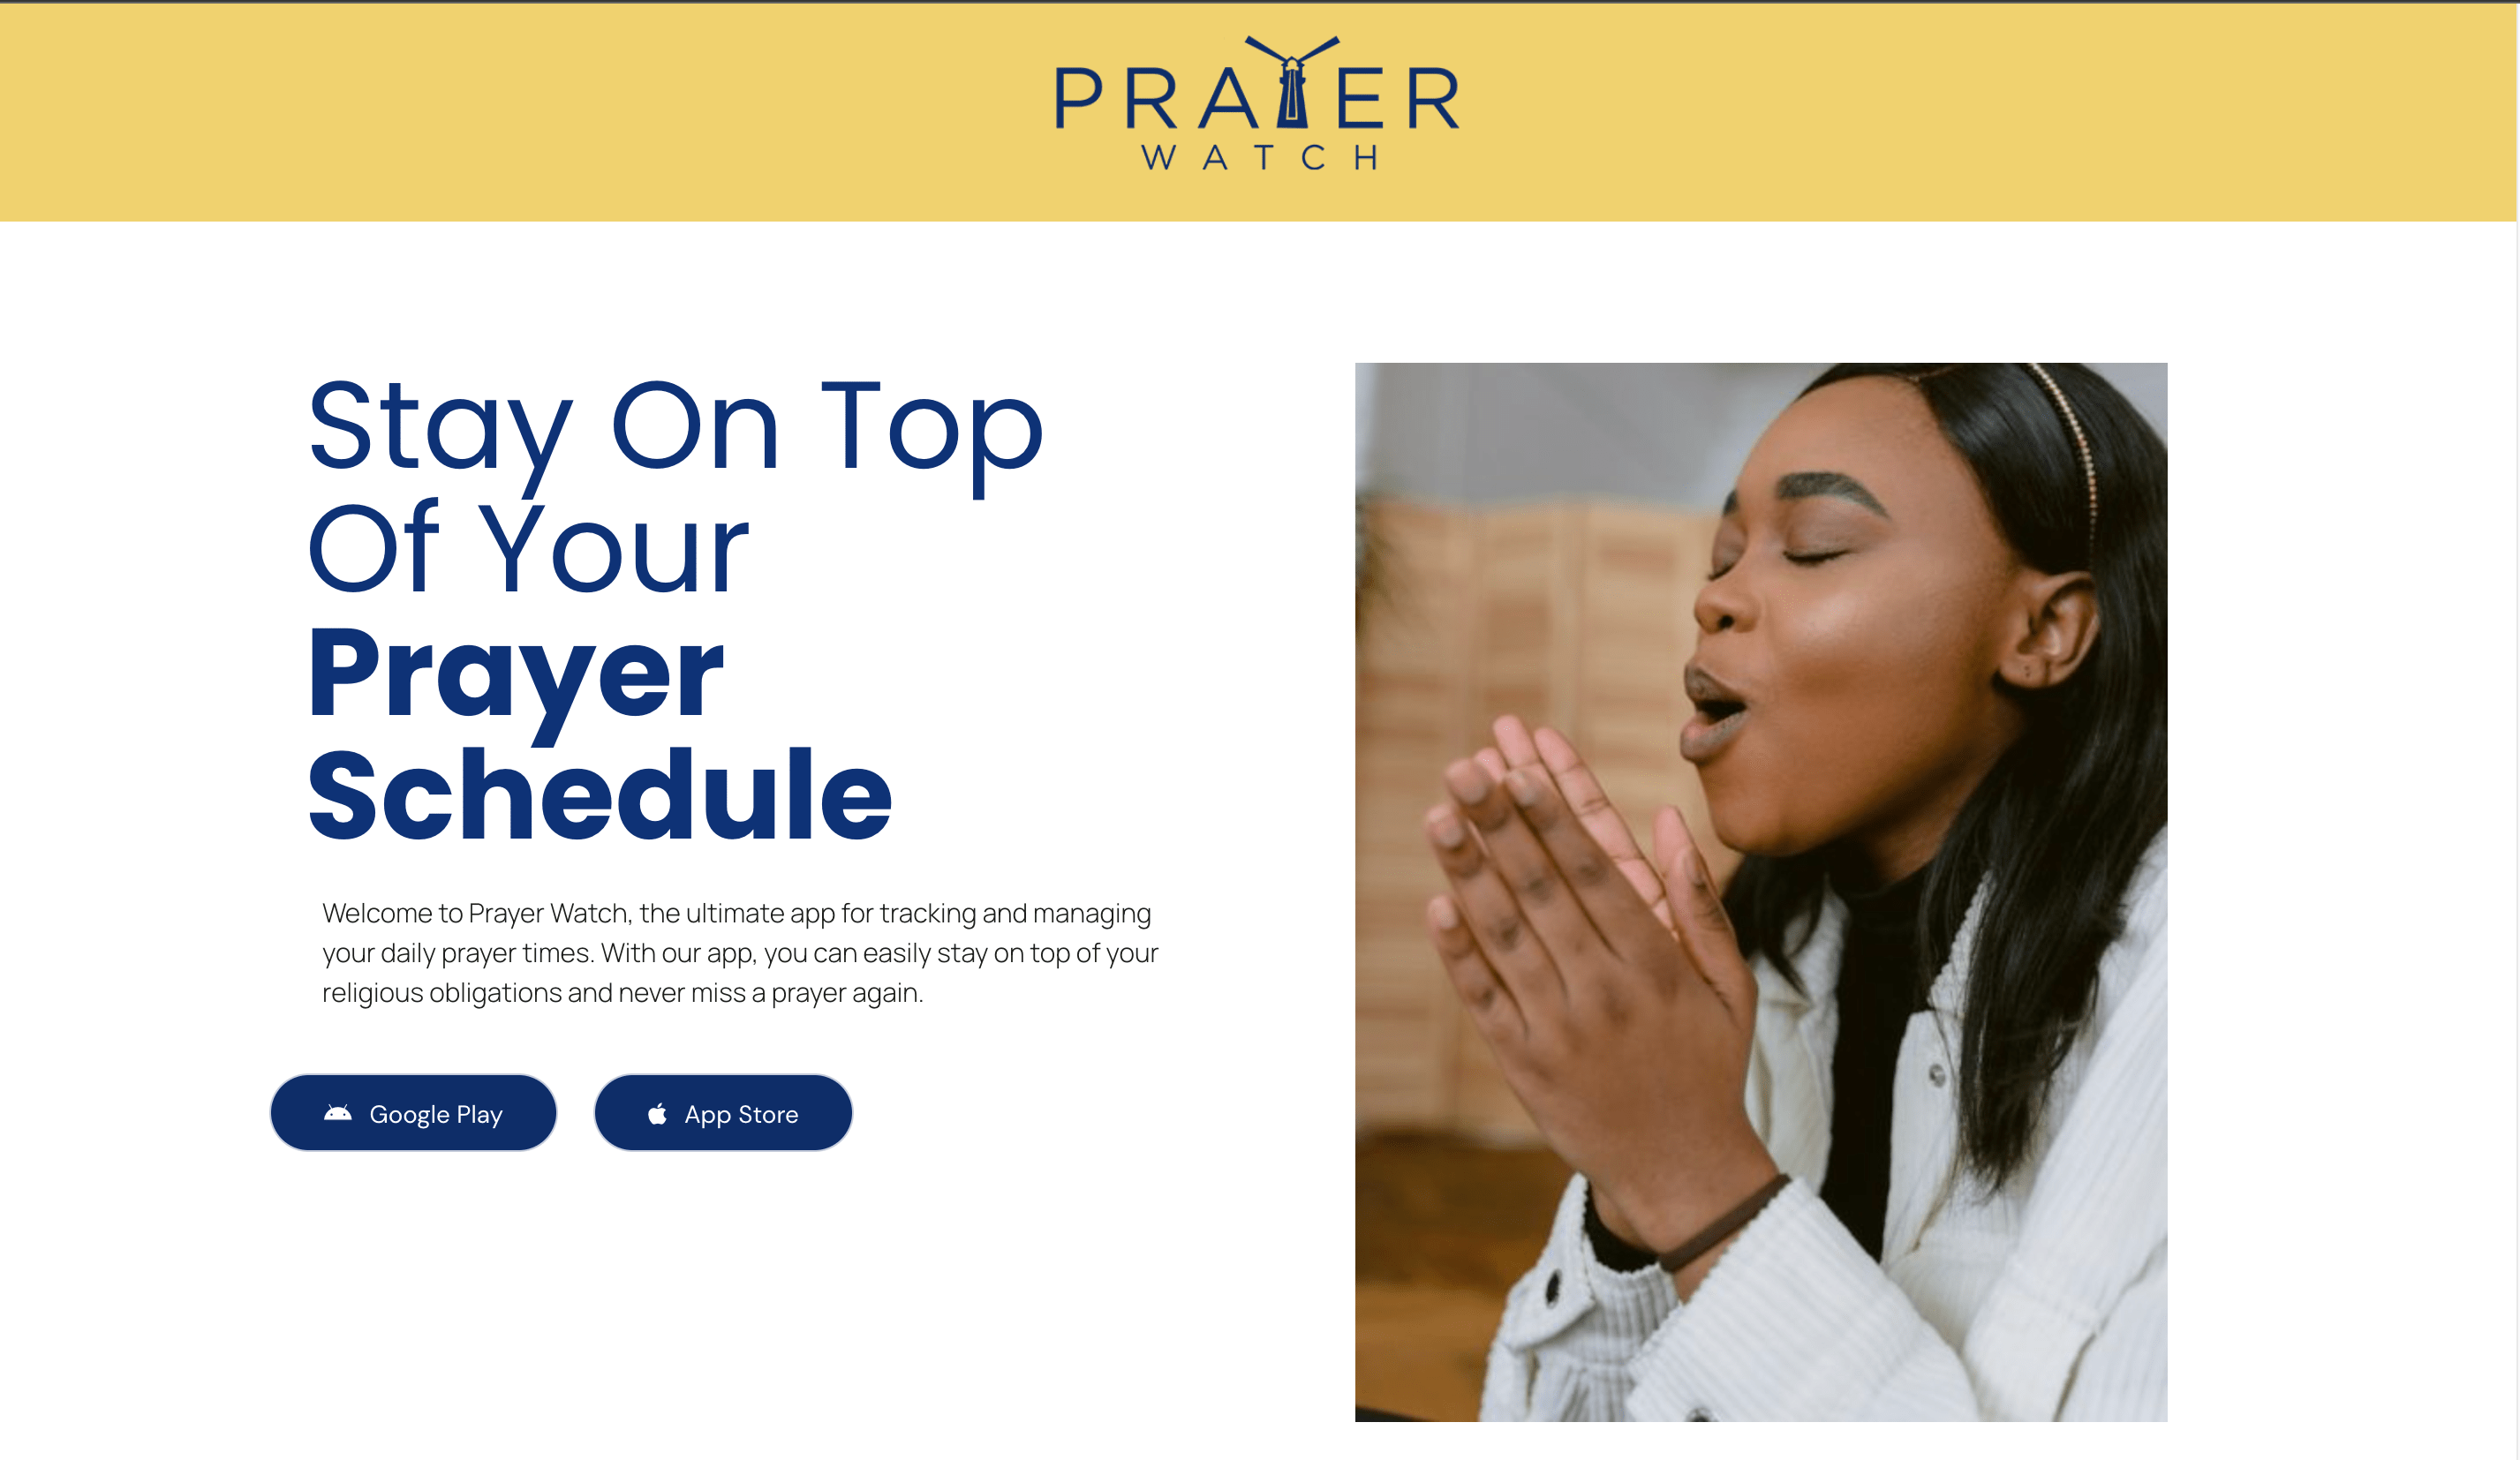 PRAYER
WATCH
Stay On Top
Of Your
Prayer
Schedule
Welcome to Prayer Watch, the ultimate app for tracking and managing
your daily prayer times. With our app, you can easily stay on top of your
religious obligations and never miss a prayer again.
Google Play
App Store